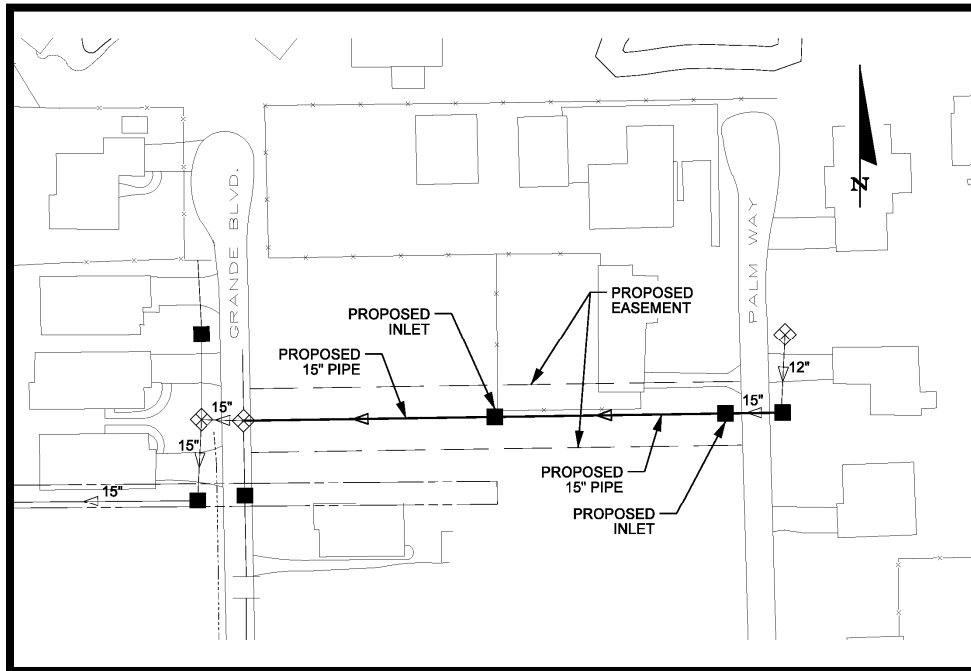 N
GRANDE BLVD.
PALM WAY
PROPOSED
EASEMENT
PROPOSED
INLET
PROPOSED
15" PIPE
12"
15"
15"
15"
15"
PROPOSED
15" PIPE
PROPOSED
INLET